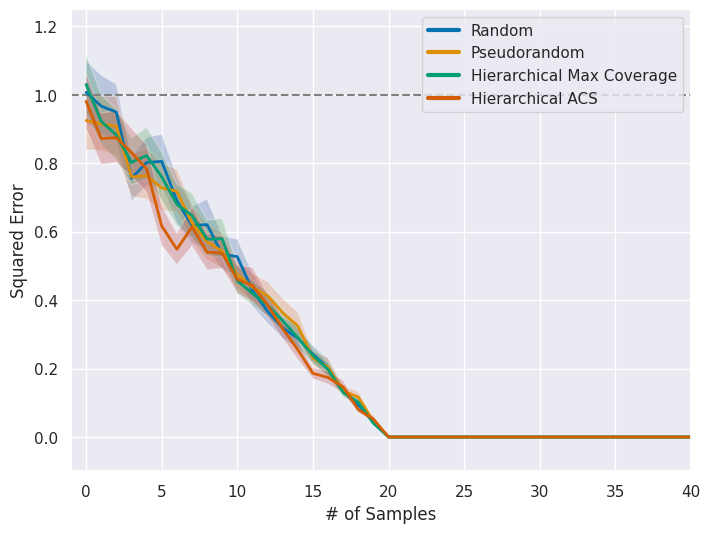 1.2
1.0
0.8
0.6
0.4
0.2
0.0
Squared Error
Random
Pseudorandom
Hierarchical Max Coverage
Hierarchical ACS
0 5 10 15 20 25 30 35 40
# of Samples